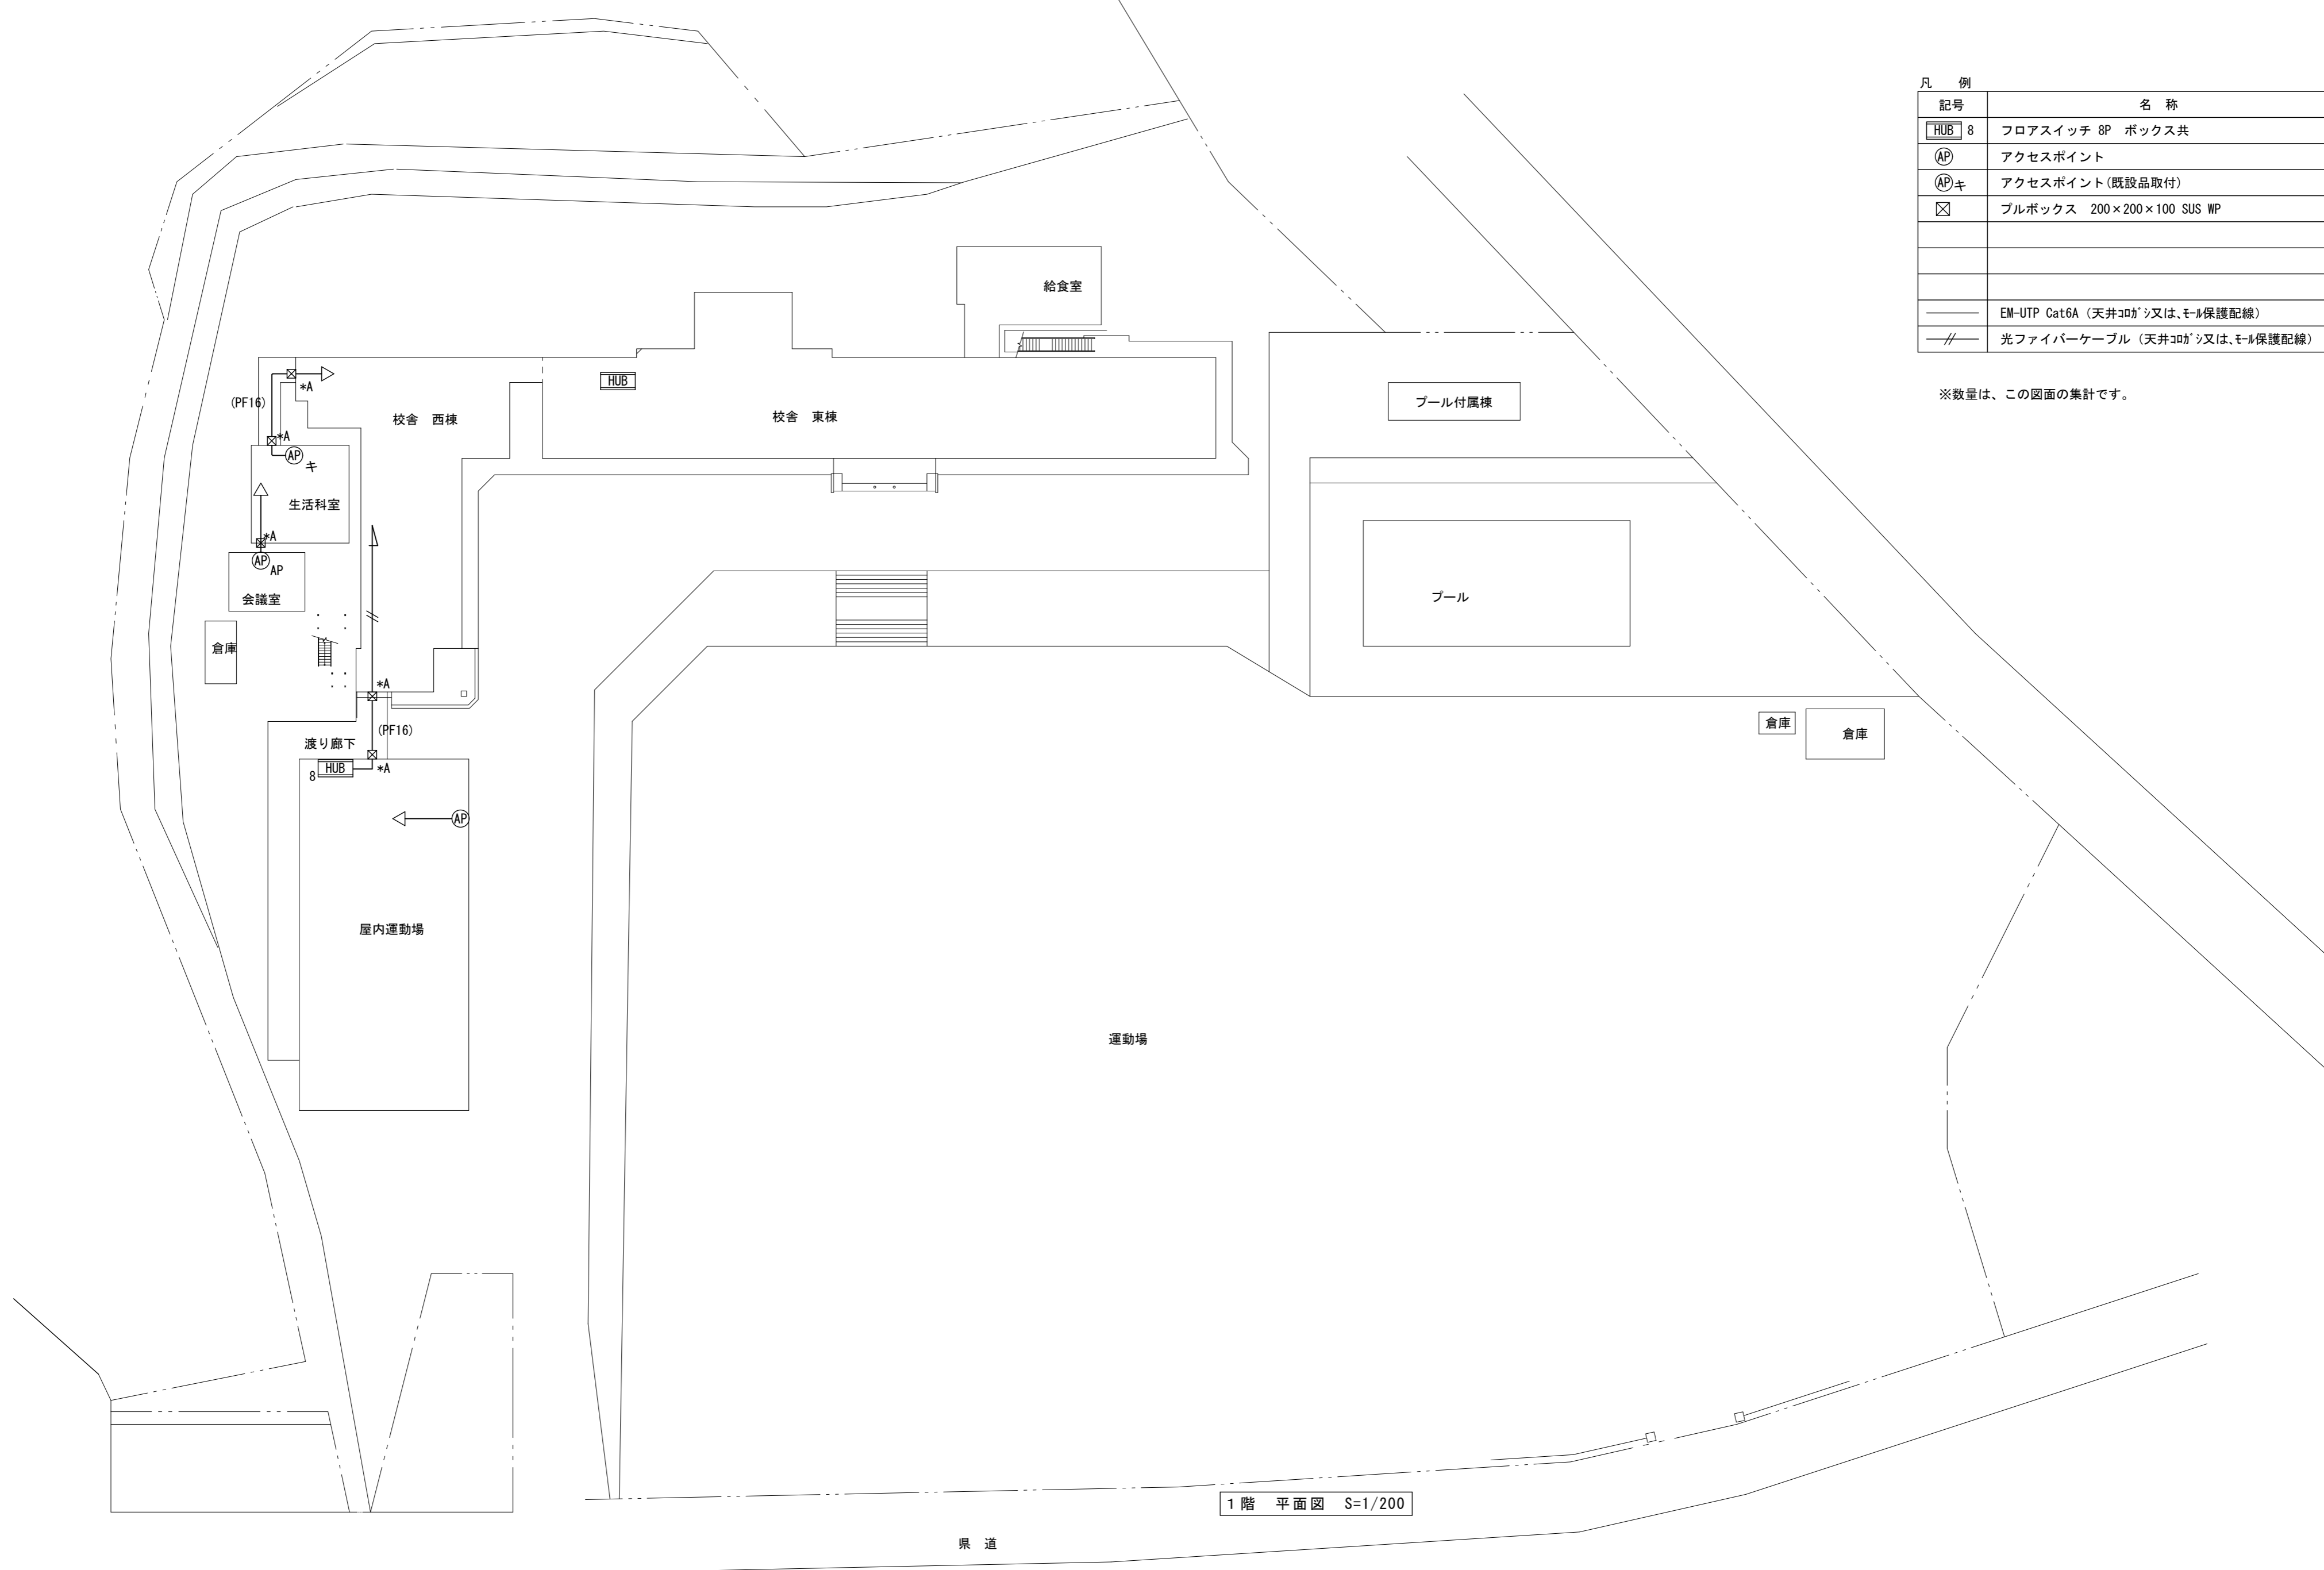 凡　例
記号　名　称
HUB 8　フロアスイッチ 8P　ボックス共
AP　アクセスポイント
APキ　アクセスポイント(既設品取付)
プルボックス　200×200×100 SUS WP
EM-UTP Cat6A（天井ｺﾛｶﾞｼ又は､ﾓｰﾙ保護配線）
光ファイバーケーブル（天井ｺﾛｶﾞｼ又は､ﾓｰﾙ保護配線）
※数量は、この図面の集計です。
給食室
HUB
*A
(PF16)
校舎　西棟
校舎　東棟
プール付属棟
*A
AP
キ
生活科室
*A
AP
AP
会議室
プール
倉庫
*A
(PF16)
渡り廊下
8 HUB
*A
倉庫
倉庫
AP
屋内運動場
運動場
1階　平面図　S=1/200
県　道